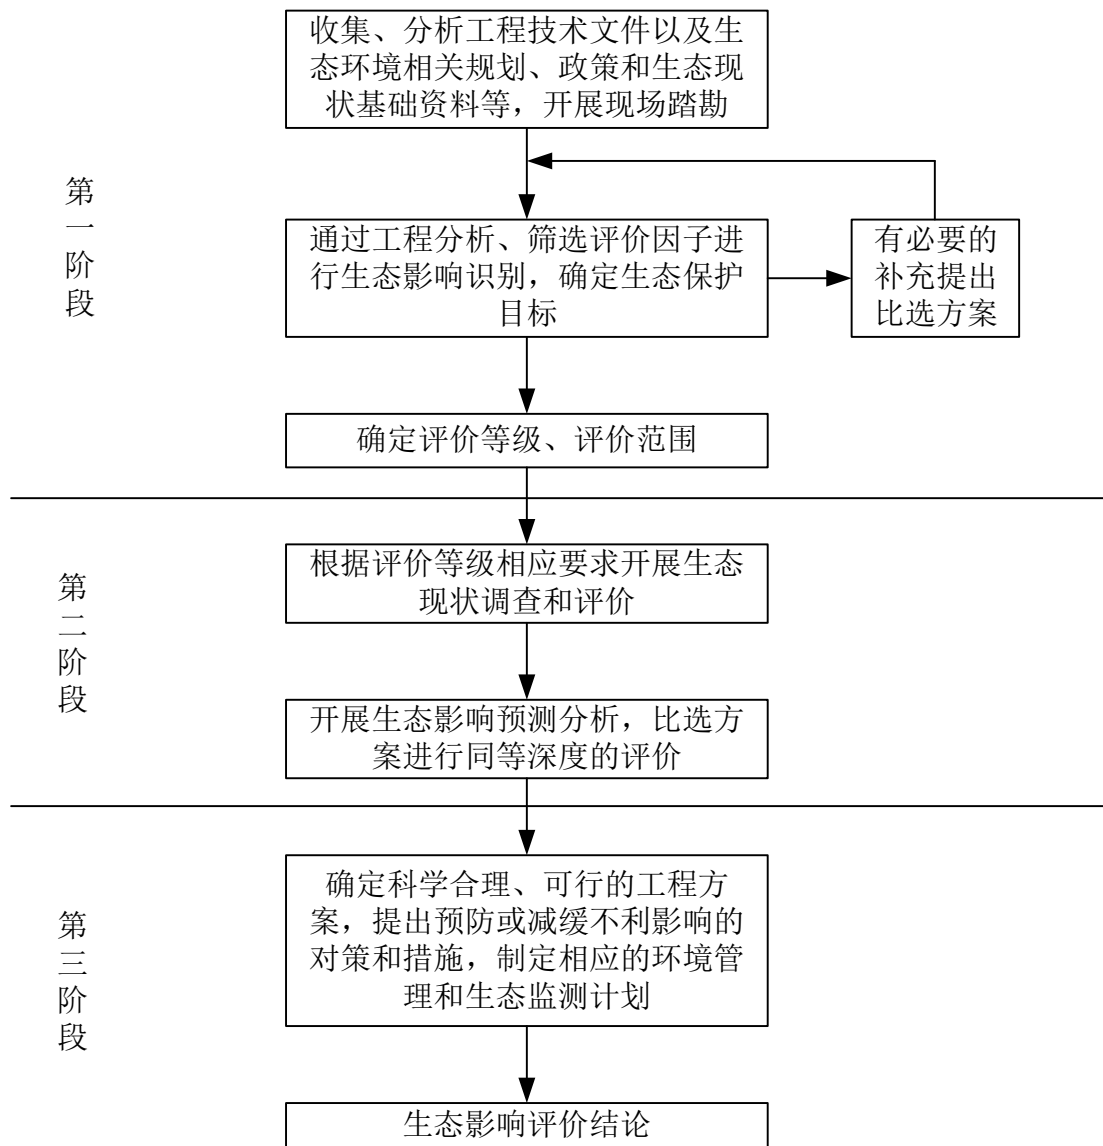 收集、分析工程技术文件以及生
态环境相关规划、政策和生态现
状基础资料等，开展现场踏勘
第一阶段
通过工程分析、筛选评价因子进
行生态影响识别，确定生态保护
目标
有必要的
补充提出
比选方案
确定评价等级、评价范围
第二阶段
根据评价等级相应要求开展生态
现状调查和评价
开展生态影响预测分析，比选方
案进行同等深度的评价
第三阶段
确定科学合理、可行的工程方
案，提出预防或减缓不利影响的
对策和措施，制定相应的环境管
理和生态监测计划
生态影响评价结论